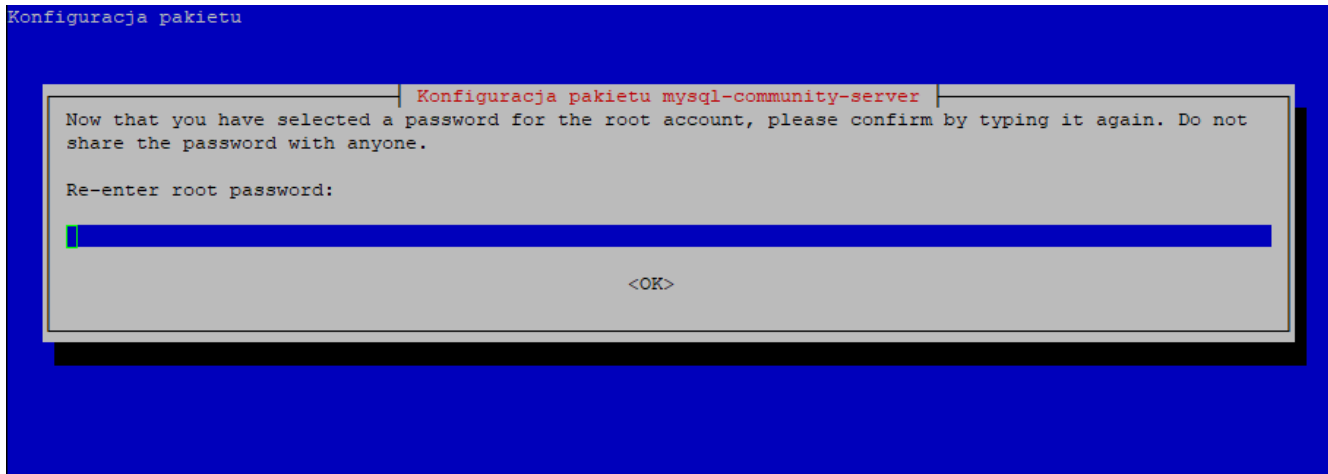 Konfiguracja pakietu
Konfiguracja pakietu mysql-community-server
Now that you have selected a password for the root account, please confirm by typing it again. Do not
share the password with anyone.
Re-enter root password:
<OK>